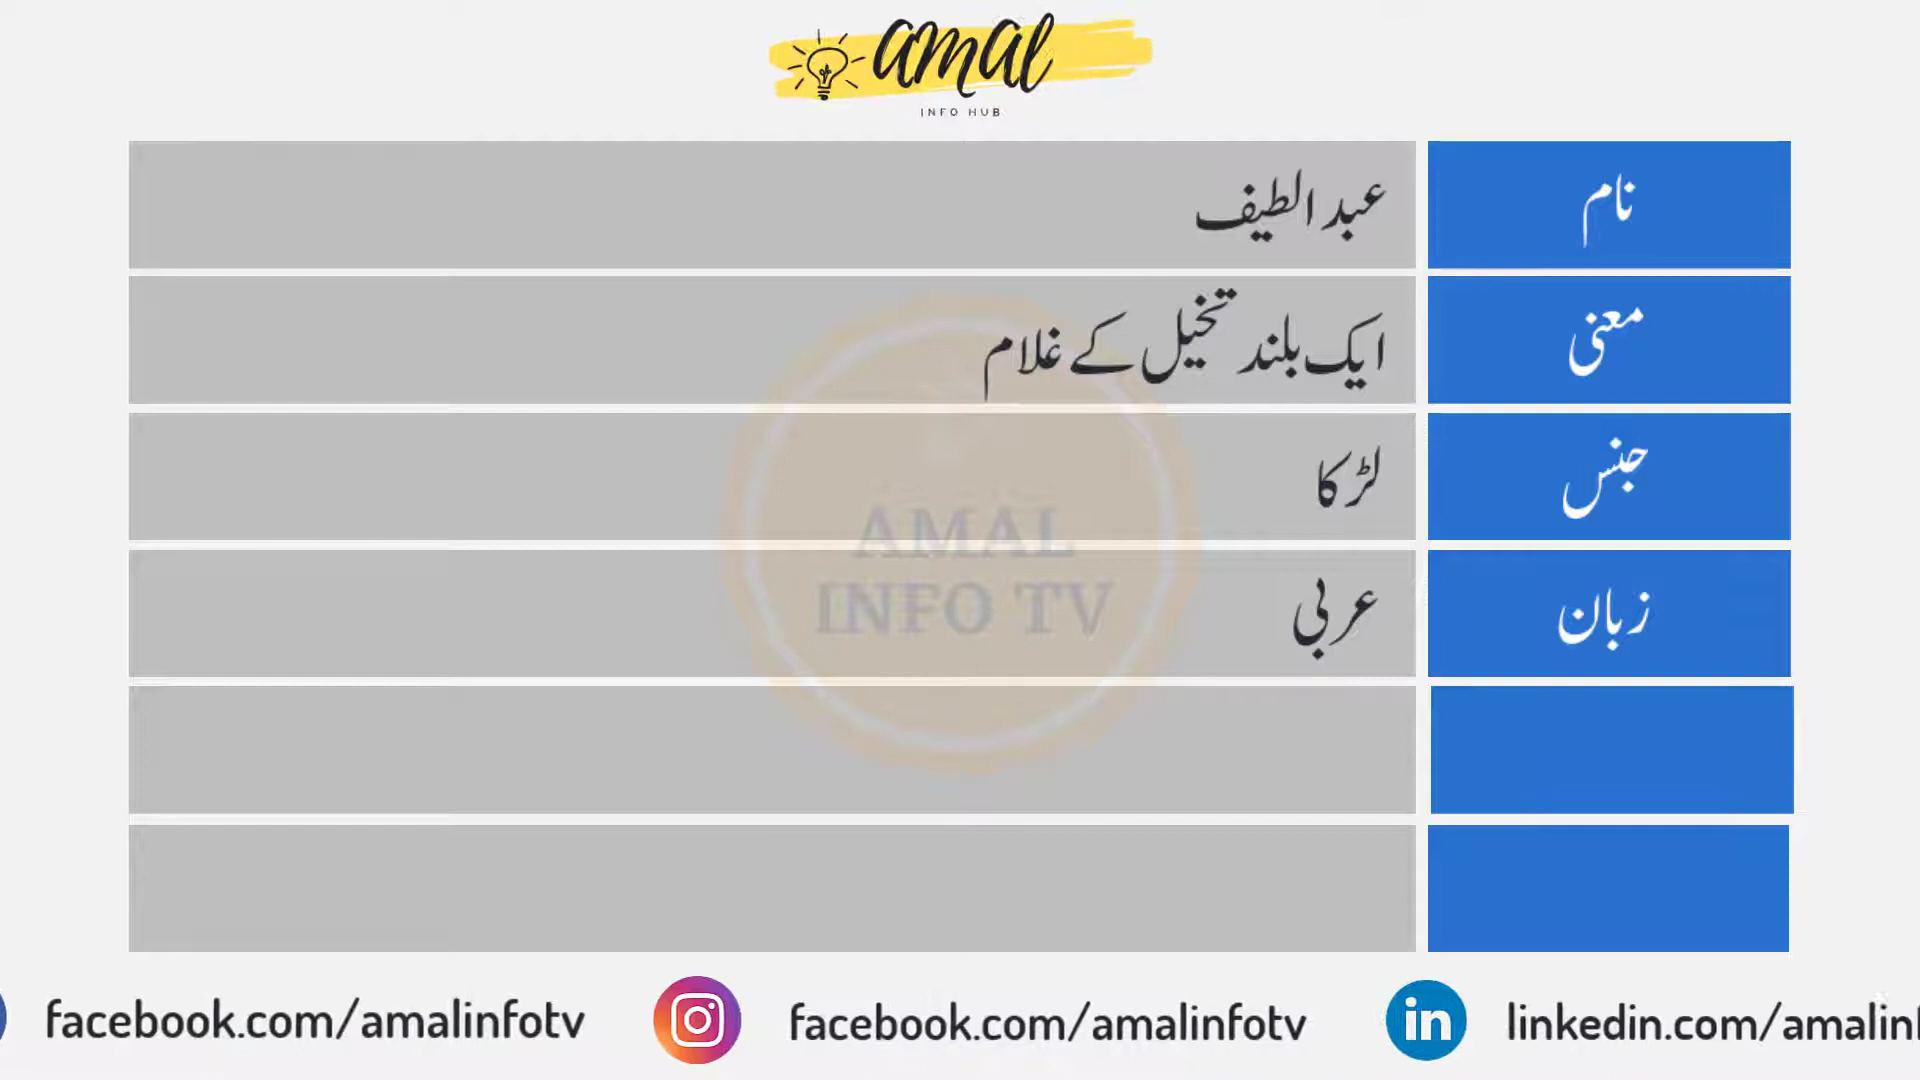 amal
INFO HUB
نام
عبد الطیف
معنی
ایک بلند تخیل کے غلام
جنس
لڑکا
زبان
عربی
AMAL
INFO TV
facebook.com/amalinfotv
facebook.com/amalinfotv
linkedin.com/amalinf